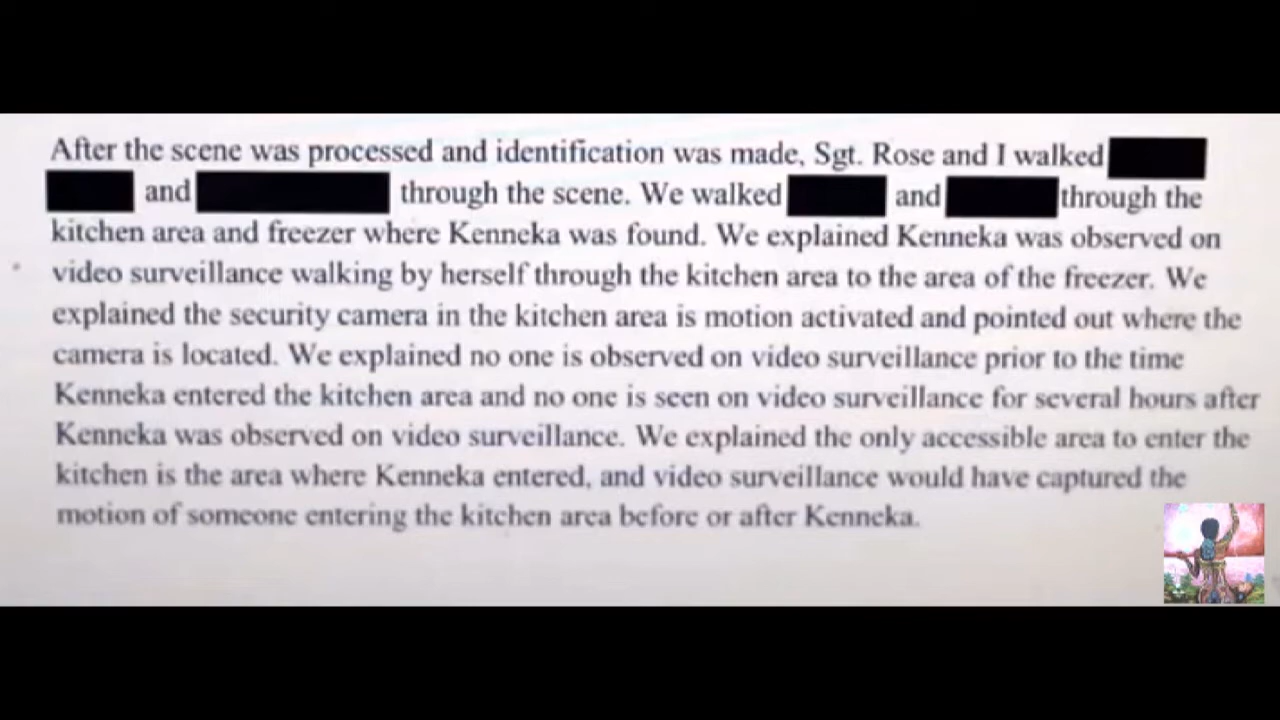 After the scene was processed and identification was made, Sgt. Rose and I walked
and through the scene. We walked and through the
kitchen area and freezer where Kenneka was found. We explained Kenneka was observed on
video surveillance walking by herself through the kitchen area to the area of the freezer. We
explained the security camera in the kitchen area is motion activated and pointed out where the
camera is located. We explained no one is observed on video surveillance prior to the time
Kenneka entered the kitchen area and no one is seen on video surveillance for several hours after
Kenneka was observed on video surveillance. We explained the only accessible area to enter the
kitchen is the area where Kenneka entered, and video surveillance would have captured the
motion of someone entering the kitchen area before or after Kenneka.